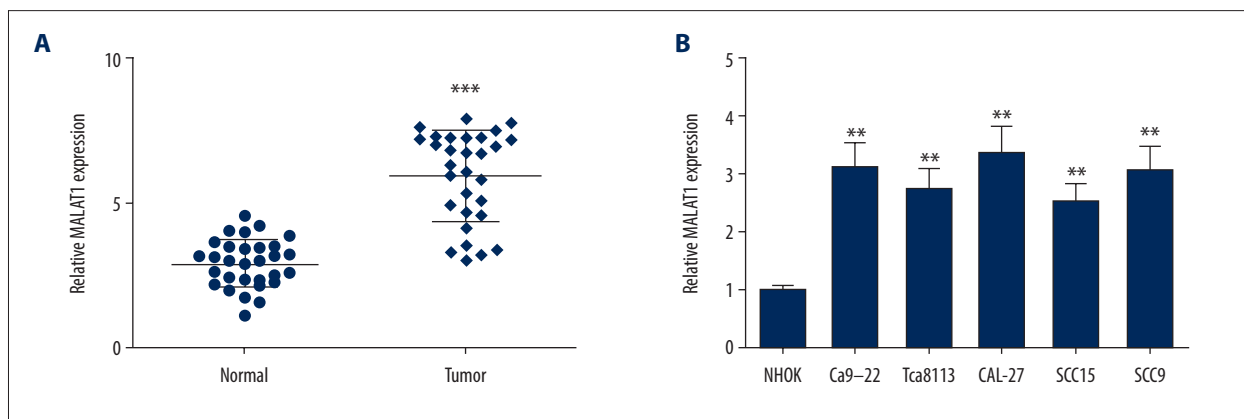 A
Relative MALAT1 expression
10
5
0
***
Normal
Tumor
B
Relative MALAT1 expression
5
4
3
2
1
0
**
**
**
**
**
NHOK
Ca9–22
Tca8113
CAL-27
SCC15
SCC9